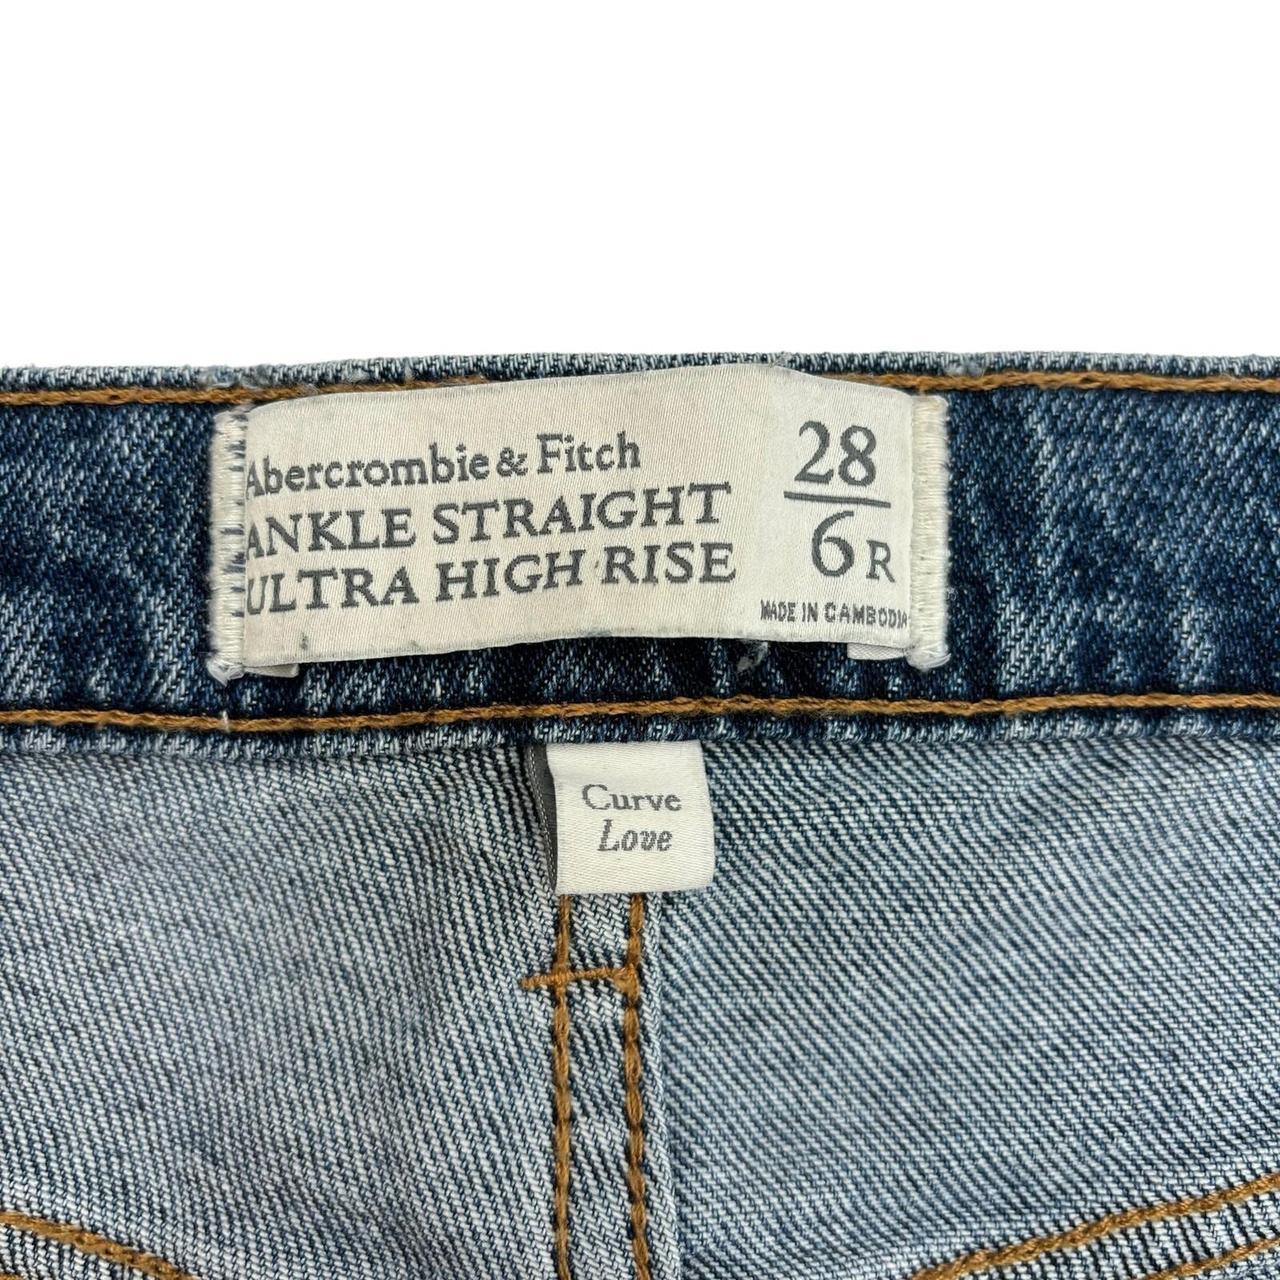 Abercrombie & Fitch
ANKLE STRAIGHT
ULTRA HIGH RISE
28
6 R
MADE IN CAMBODIA
Curve
Love